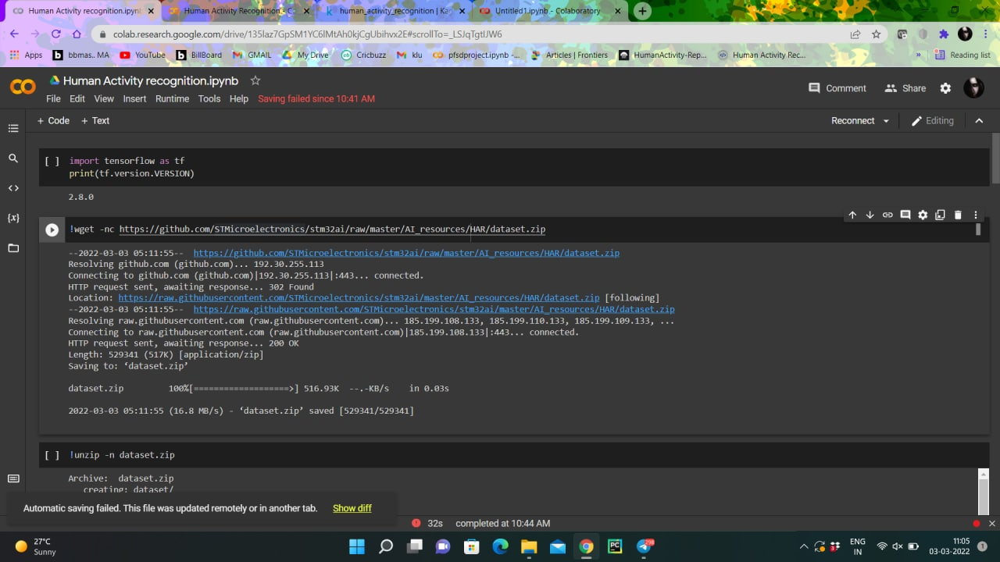 Human Activity recognition.ipynb
Human Activity Recognition - C
human_activity_recognition | Kag
Untitled1.ipynb - Colaboratory
colab.research.google.com/drive/135laz7GpSM1YC6lMtAh0kjCgUbihvx2E#scrollTo=_LSJqTgtIJW6
Apps
bbmas.. MA
YouTube
BillBoard
GMAIL
My Drive
Cricbuzz
klu
pfsdproject.ipynb -...
Articles | Frontiers
HumanActivity-Rep...
Human Activity Rec...
»
Reading list
Human Activity recognition.ipynb
Comment
Share
File Edit View Insert Runtime Tools Help Saving failed since 10:41 AM
+ Code + Text
Reconnect
Editing
[ ] import tensorflow as tf
print(tf.version.VERSION)
2.8.0
!wget -nc https://github.com/STMicroelectronics/stm32ai/raw/master/AI_resources/HAR/dataset.zip
--2022-03-03 05:11:55-- https://github.com/STMicroelectronics/stm32ai/raw/master/AI_resources/HAR/dataset.zip
Resolving github.com (github.com)... 192.30.255.113
Connecting to github.com (github.com)|192.30.255.113|:443... connected.
HTTP request sent, awaiting response... 302 Found
Location: https://raw.githubusercontent.com/STMicroelectronics/stm32ai/master/AI_resources/HAR/dataset.zip [following]
--2022-03-03 05:11:55-- https://raw.githubusercontent.com/STMicroelectronics/stm32ai/master/AI_resources/HAR/dataset.zip
Resolving raw.githubusercontent.com (raw.githubusercontent.com)... 185.199.108.133, 185.199.110.133, 185.199.109.133, ...
Connecting to raw.githubusercontent.com (raw.githubusercontent.com)|185.199.108.133|:443... connected.
HTTP request sent, awaiting response... 200 OK
Length: 529341 (517K) [application/zip]
Saving to: ‘dataset.zip’
dataset.zip 100%[===================>] 516.93K --.-KB/s in 0.03s
2022-03-03 05:11:55 (16.8 MB/s) - ‘dataset.zip’ saved [529341/529341]
[ ] !unzip -n dataset.zip
Archive: dataset.zip
creating: dataset/
Automatic saving failed. This file was updated remotely or in another tab. Show diff
32s completed at 10:44 AM
27°C
Sunny
298
3
ENG
IN
11:05
03-03-2022
1